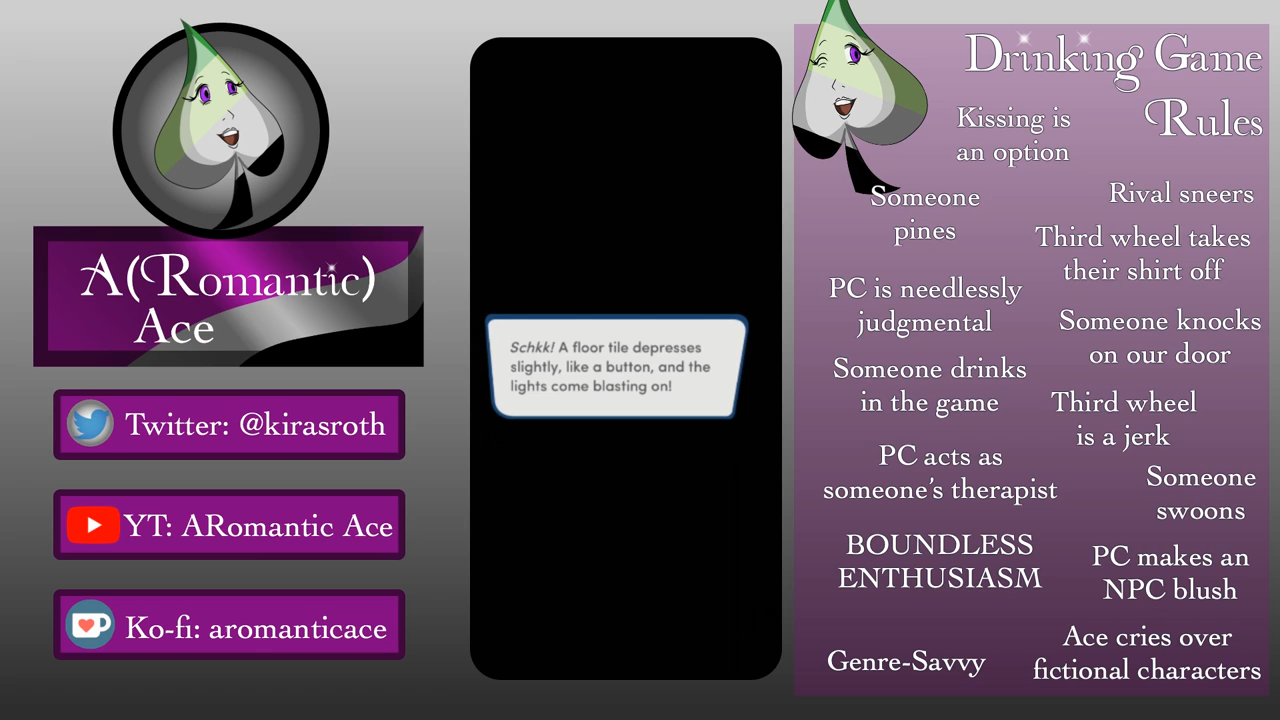 A(Romantic)
Ace
Twitter: @kirasroth
YT: ARomantic Ace
Ko-fi: aromanticace
Schkk! A floor tile depresses
slightly, like a button, and the
lights come blasting on!
Drinking Game
Rules
Kissing is
an option
Someone
pines
Rival sneers
Third wheel takes
their shirt off
PC is needlessly
judgmental
Someone knocks
on our door
Someone drinks
in the game
Third wheel
is a jerk
PC acts as
someone's therapist
Someone
swoons
BOUNDLESS
ENTHUSIASM
PC makes an
NPC blush
Genre-Savvy
Ace cries over
fictional characters